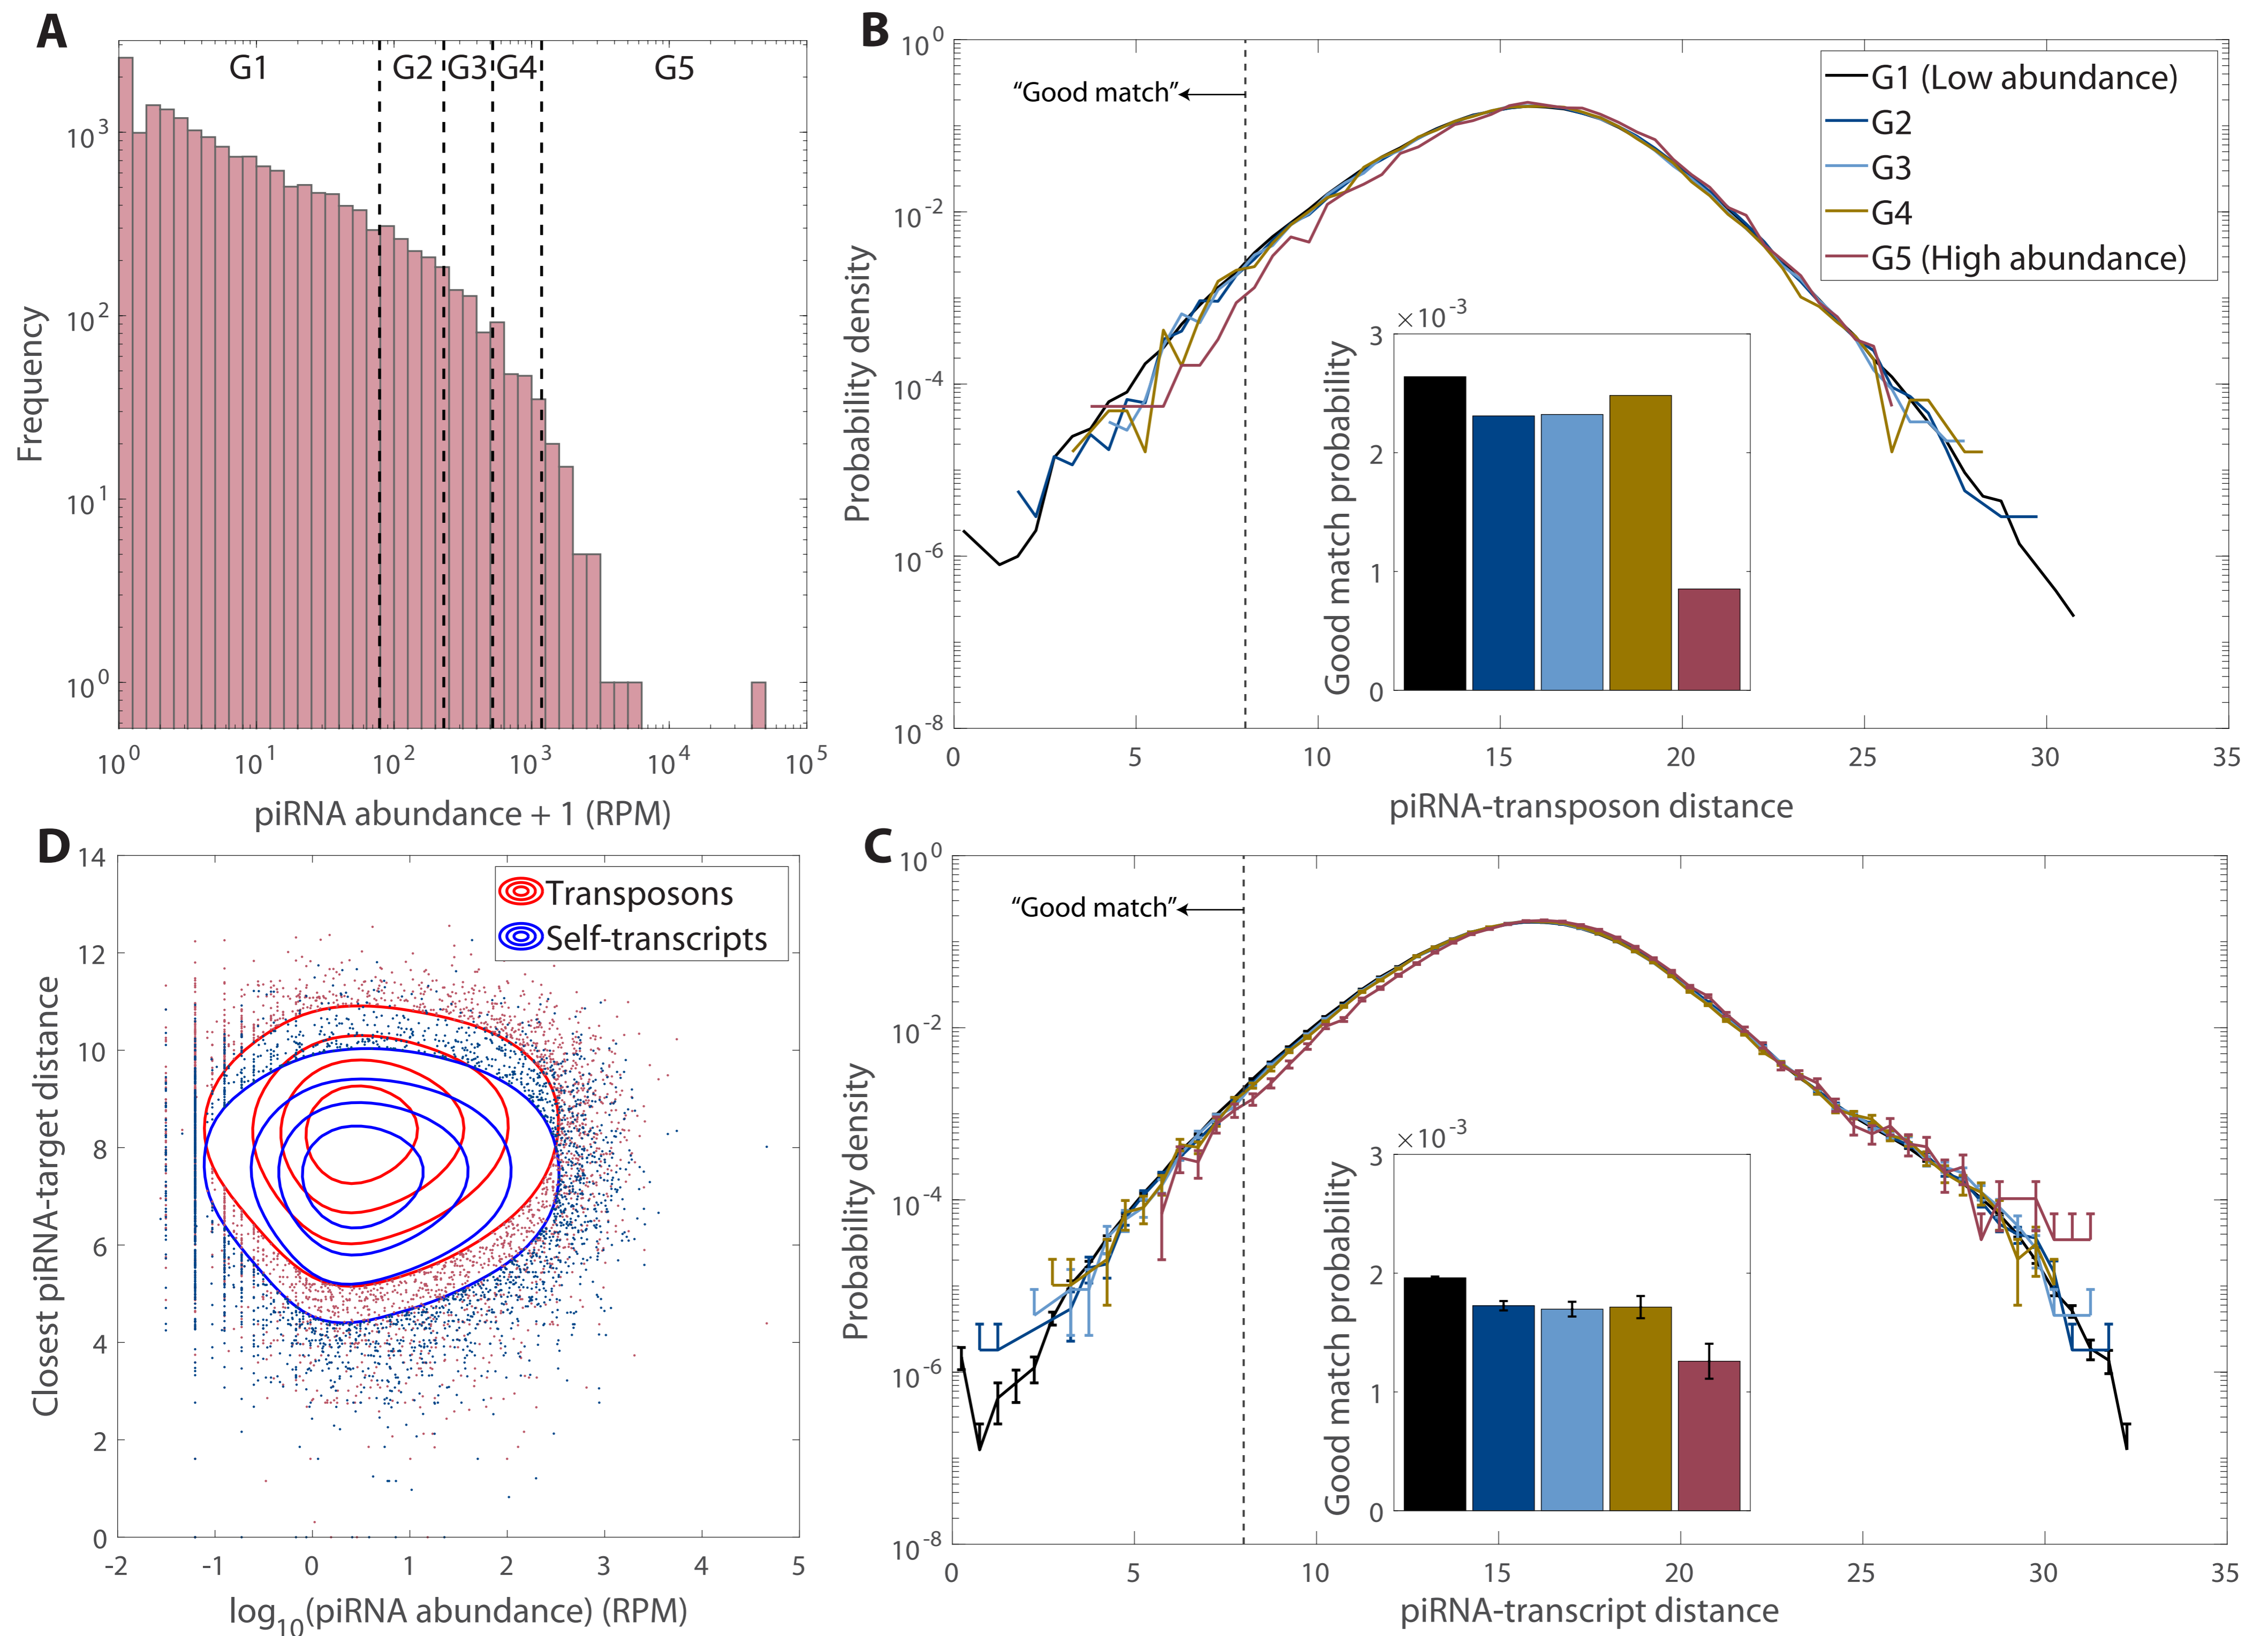 A
G1 G2 G3 G4 G5
10^3
10^2
10^1
10^0
Frequency
10^0 10^1 10^2 10^3 10^4 10^5
piRNA abundance + 1 (RPM)
B
10^0
10^-2
10^-4
10^-6
10^-8
Probability density
“Good match”
G1 (Low abundance)
G2
G3
G4
G5 (High abundance)
×10^-3
3
2
1
0
Good match probability
0 5 10 15 20 25 30 35
piRNA-transposon distance
D
14
12
10
8
6
4
2
0
Closest piRNA-target distance
Transposons
Self-transcripts
-2 -1 0 1 2 3 4 5
log10(piRNA abundance) (RPM)
C
10^0
10^-2
10^-4
10^-6
10^-8
Probability density
“Good match”
×10^-3
3
2
1
0
Good match probability
0 5 10 15 20 25 30 35
piRNA-transcript distance